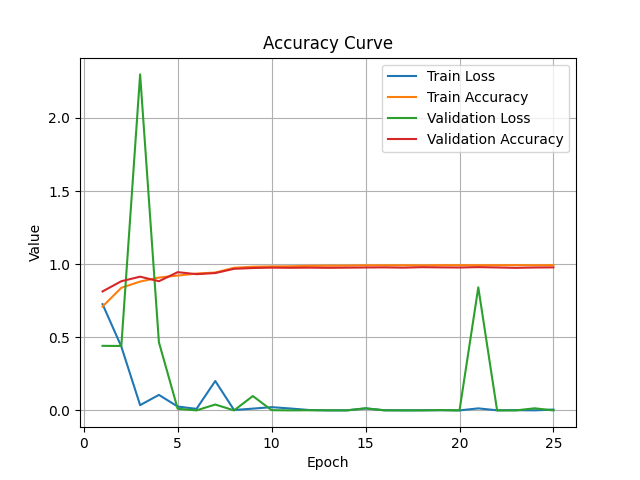 Accuracy Curve
Train Loss
Train Accuracy
Validation Loss
Validation Accuracy
Value
2.0
1.5
1.0
0.5
0.0
0 5 10 15 20 25
Epoch